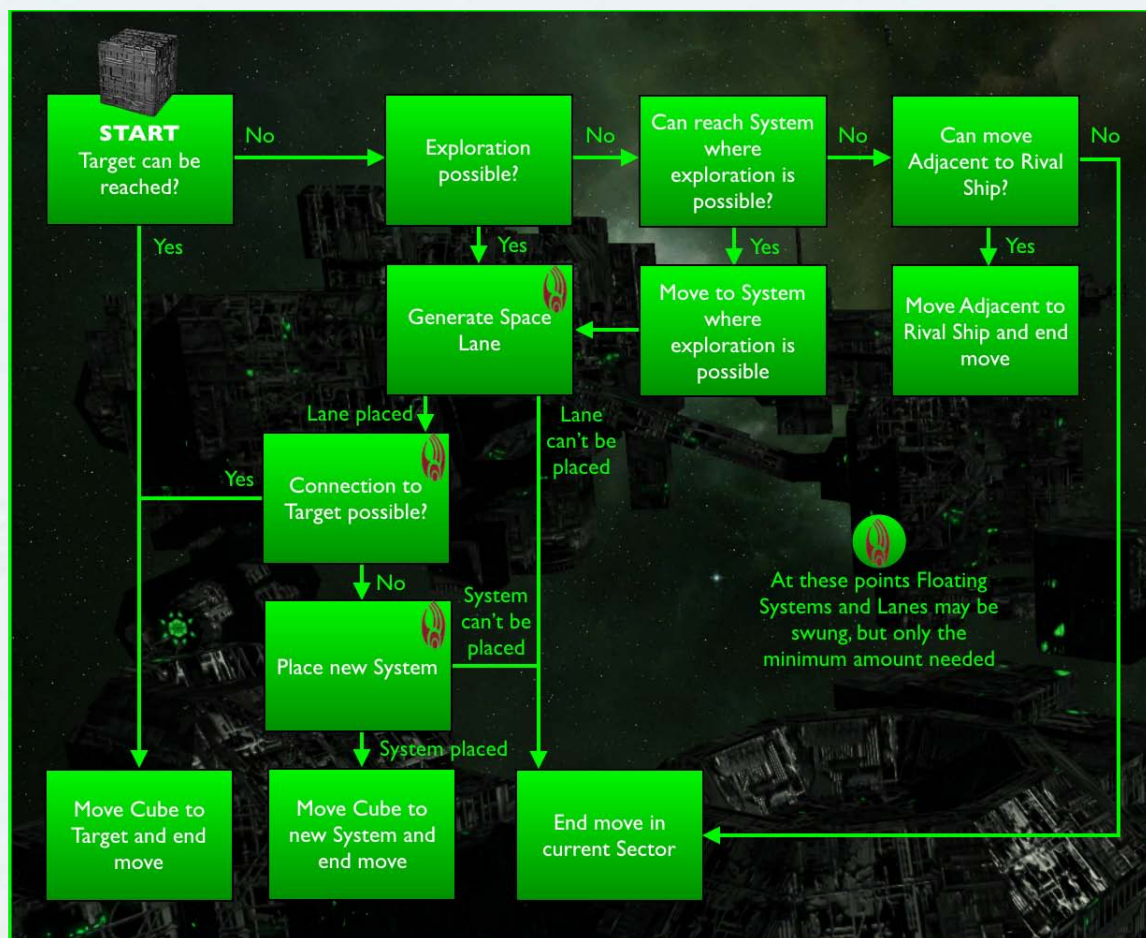 START
Target can be
reached?
No
Exploration
possible?
No
Can reach System
where
exploration is
possible?
No
Can move
Adjacent to Rival
Ship?
No
Yes
Yes
Yes
Yes
Generate Space
Lane
Move to System
where
exploration is
possible
Move Adjacent to
Rival Ship and end
move
Lane placed
Lane
can't be
placed
Yes
Connection to
Target possible?
No
System
can't be
placed
At these points Floating
Systems and Lanes may be
swung, but only the
minimum amount needed
Place new System
System placed
Move Cube to
Target and end
move
Move Cube to
new System and
end move
End move in
current Sector